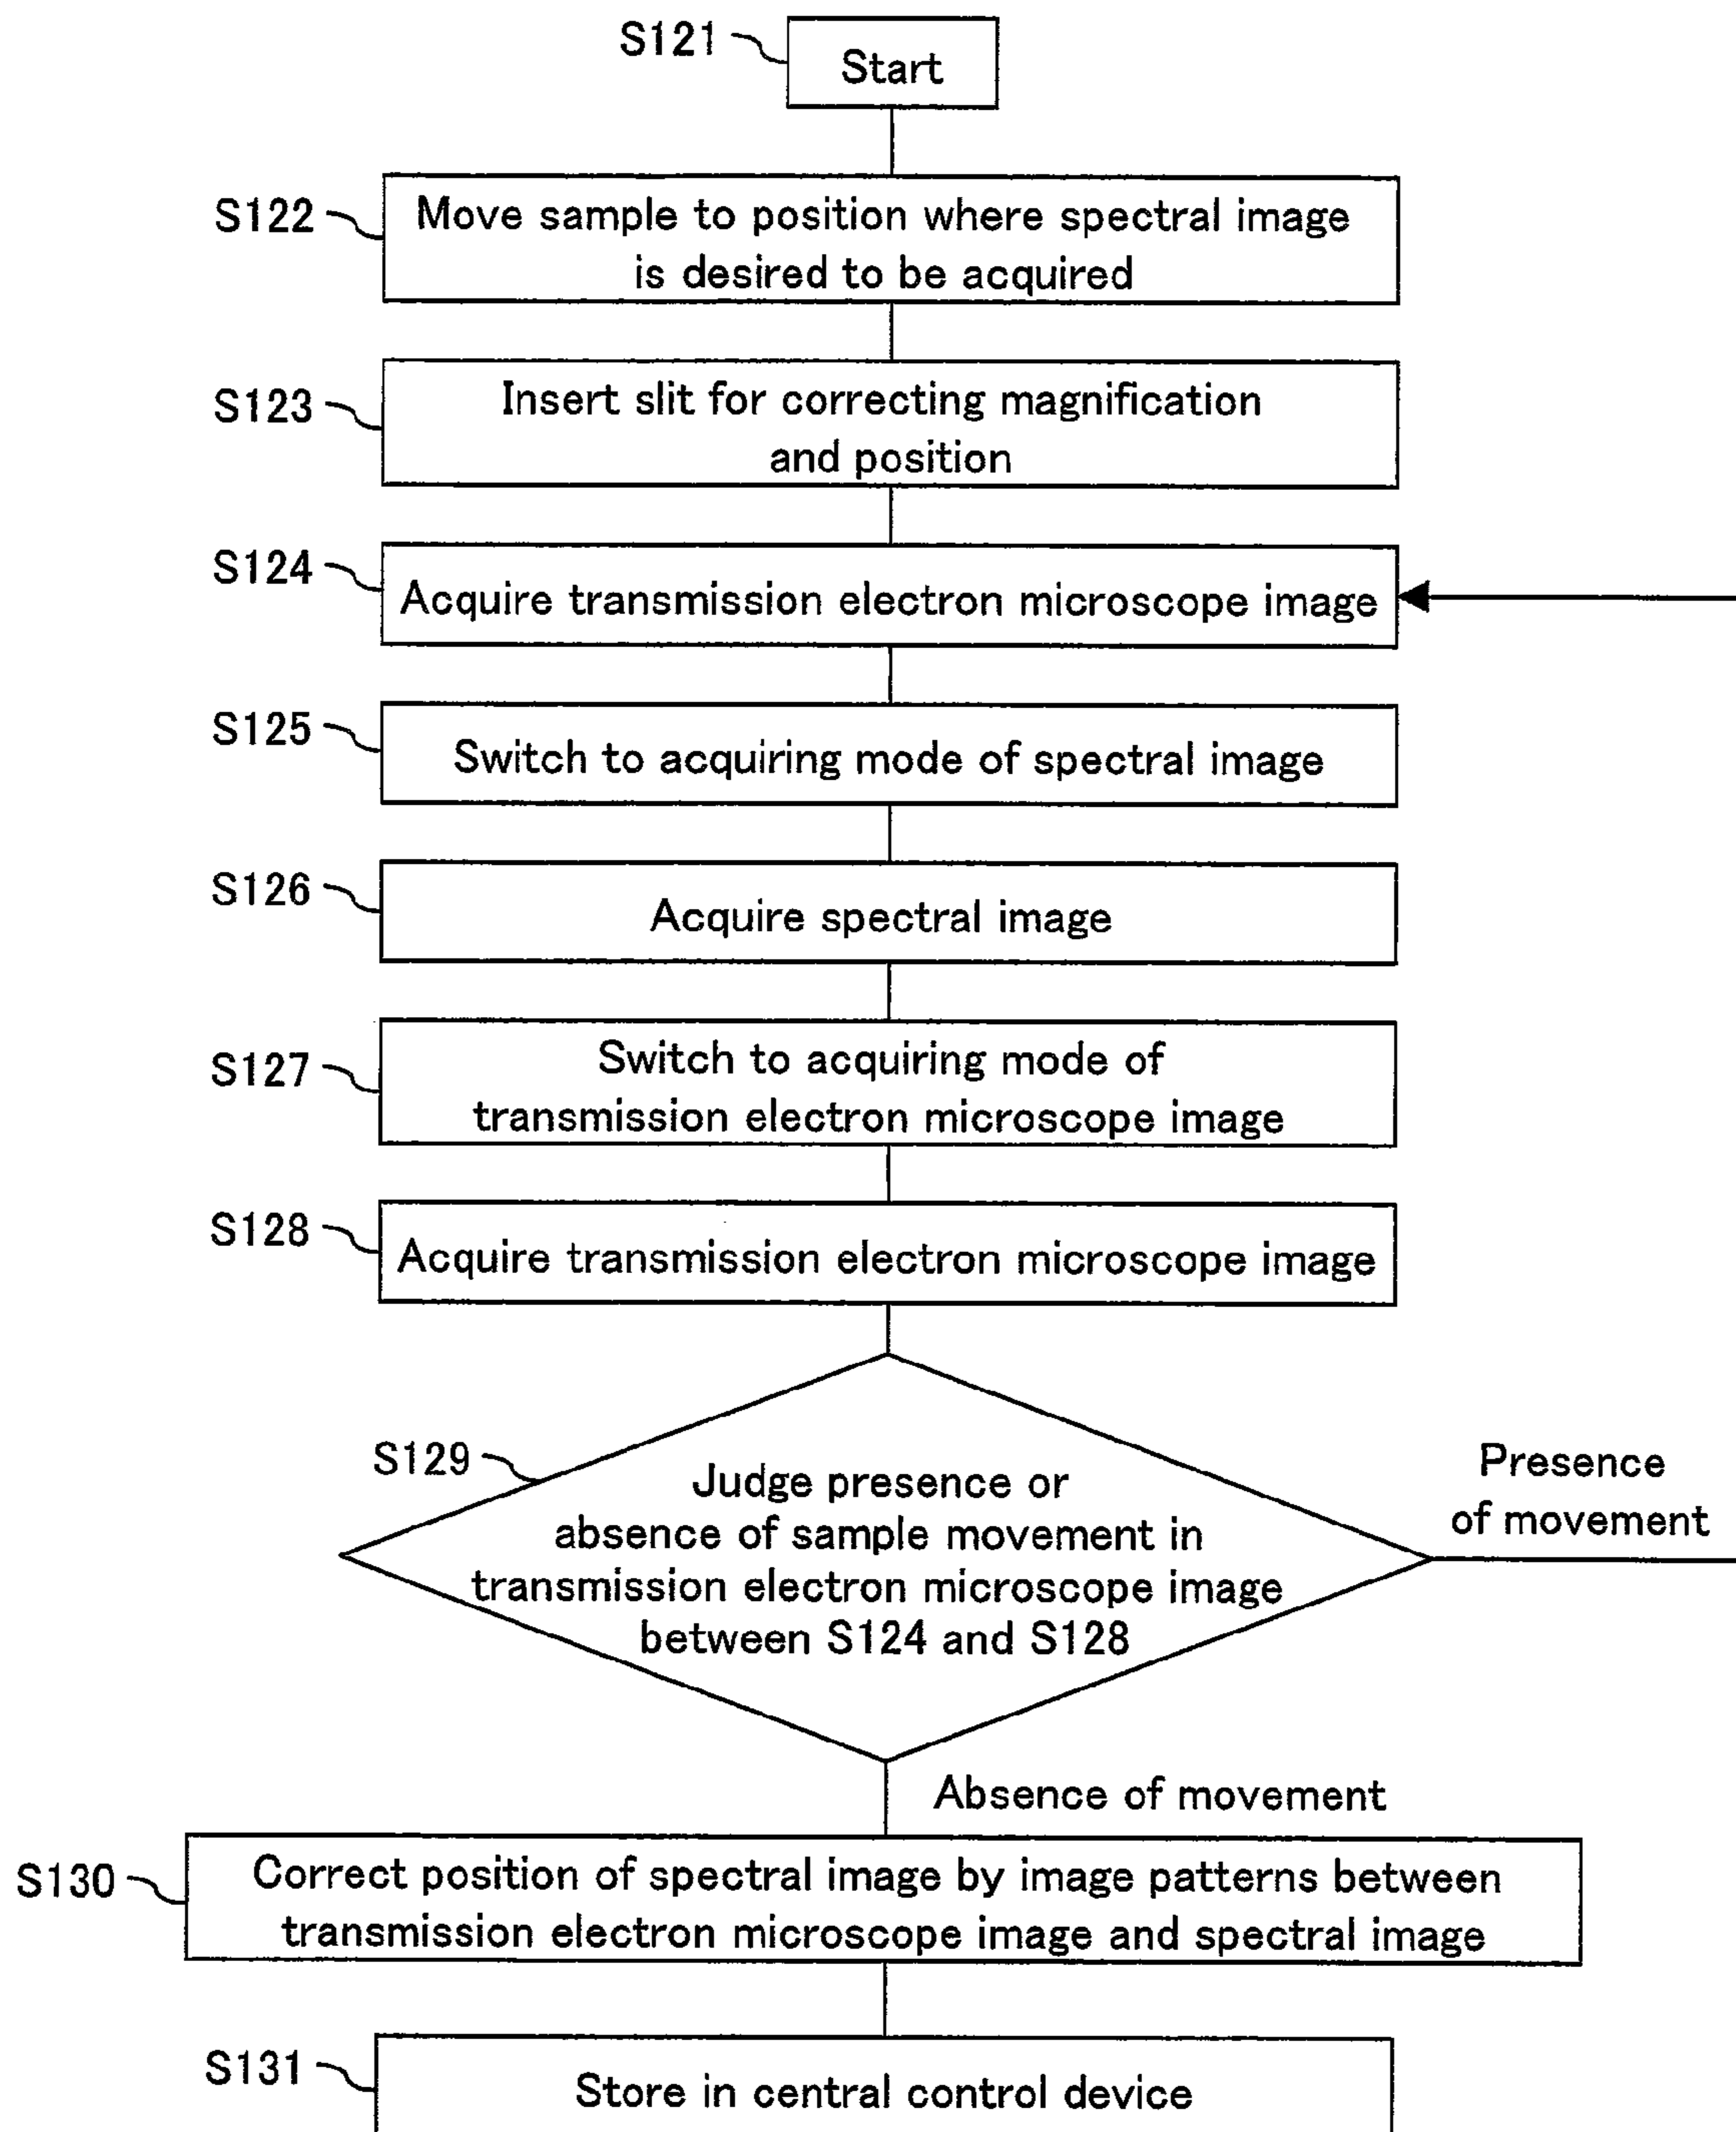 S121
Start
S122
Move sample to position where spectral image
is desired to be acquired
S123
Insert slit for correcting magnification
and position
S124
Acquire transmission electron microscope image
S125
Switch to acquiring mode of spectral image
S126
Acquire spectral image
S127
Switch to acquiring mode of
transmission electron microscope image
S128
Acquire transmission electron microscope image
S129
Judge presence or
absence of sample movement in
transmission electron microscope image
between S124 and S128
Presence
of movement
Absence of movement
S130
Correct position of spectral image by image patterns between
transmission electron microscope image and spectral image
S131
Store in central control device